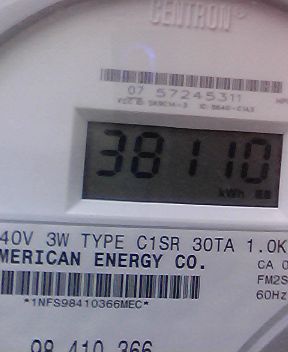 CENTRON®
07 57245311
38110
kWh
40V 3W TYPE C1SR 30TA 1.0K
MERICAN ENERGY CO.
CA 0
FM2S
60Hz
*1NFS98410366MEC*
98 410 366